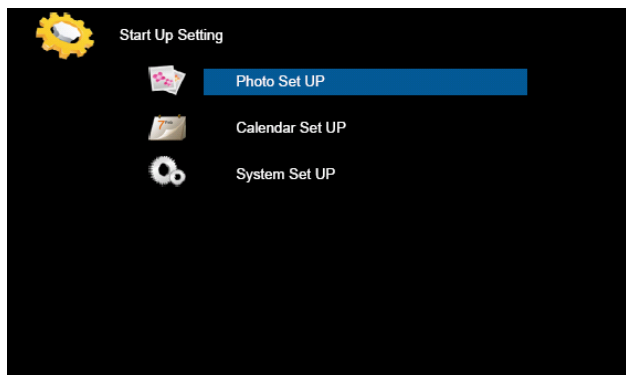 Start Up Setting
Photo Set UP
Calendar Set UP
System Set UP